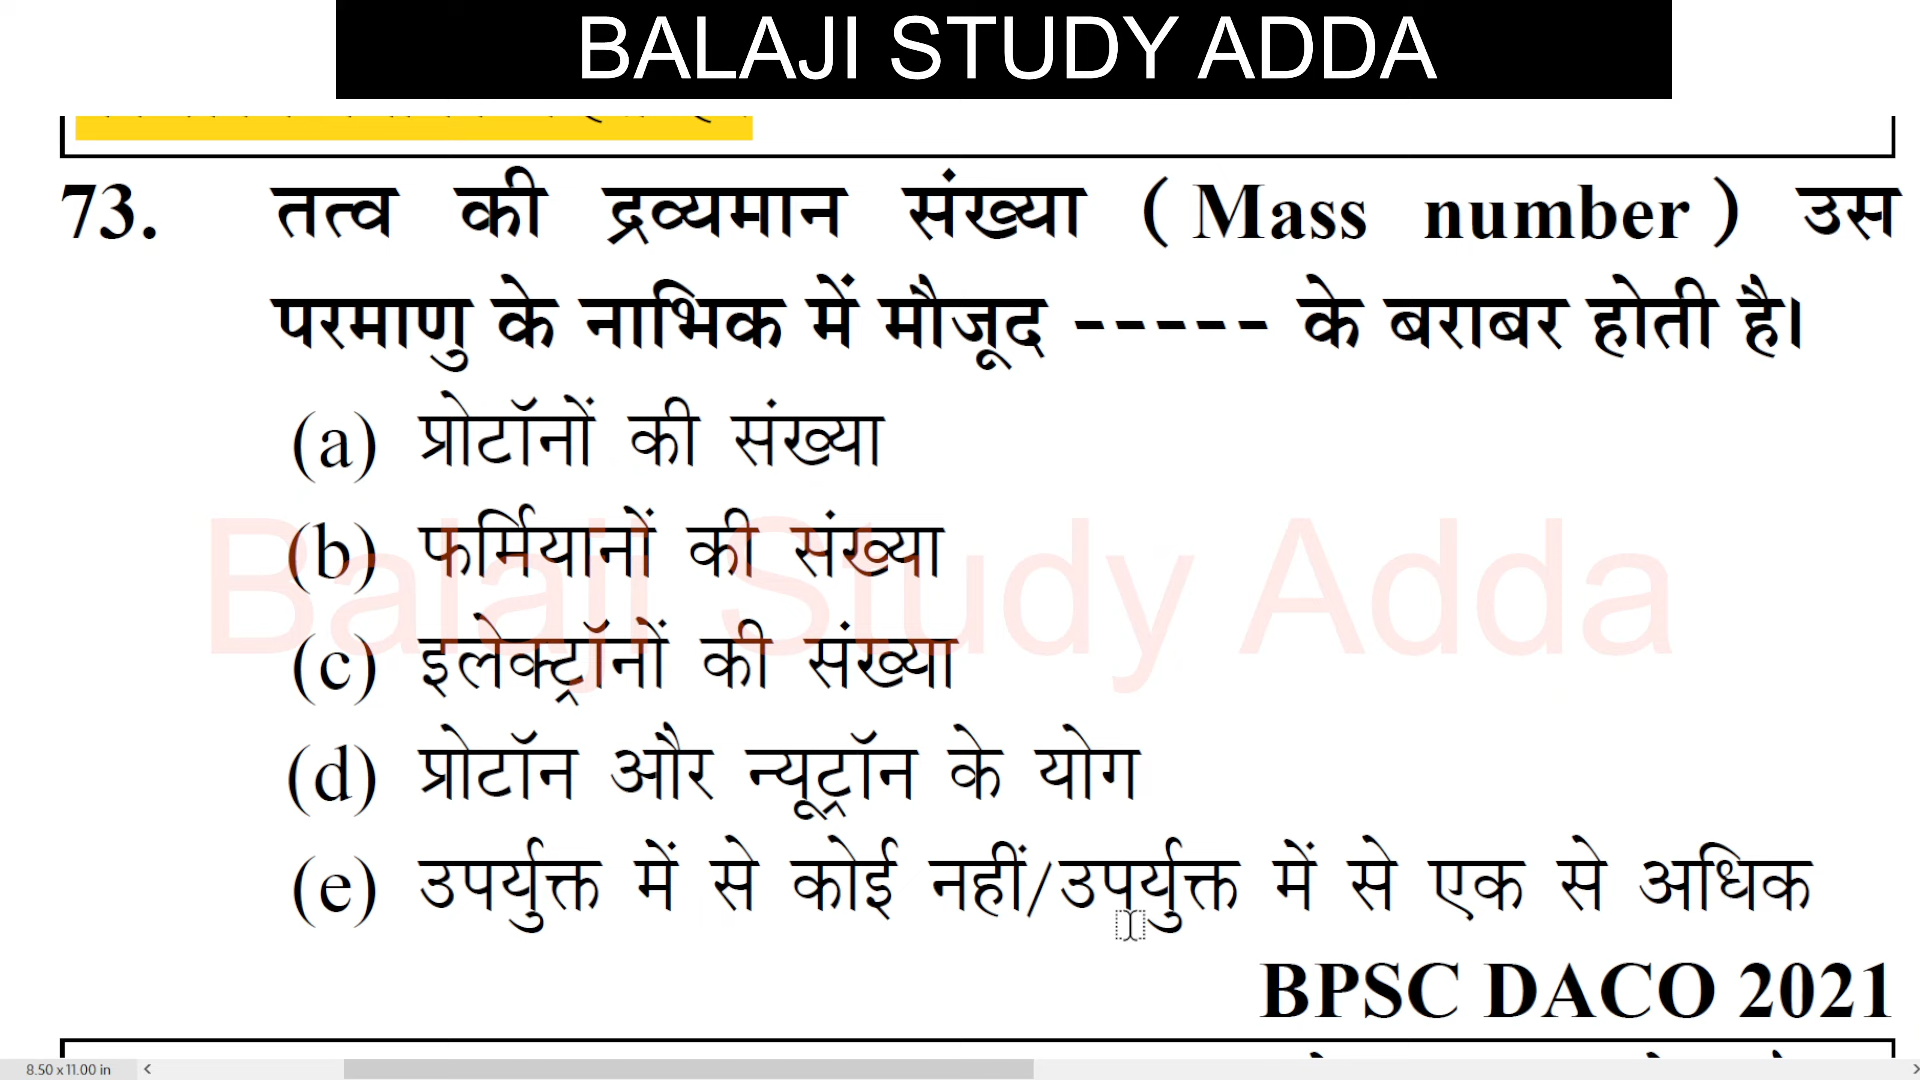 BALAJI STUDY ADDA
73. तत्व की द्रव्यमान संख्या (Mass number) उस
परमाणु के नाभिक में मौजूद ----- के बराबर होती है।
(a) प्रोटॉनों की संख्या
(b) फर्मियानों की संख्या
(c) इलेक्ट्रॉनों की संख्या
(d) प्रोटॉन और न्यूट्रॉन के योग
(e) उपर्युक्त में से कोई नहीं/उपर्युक्त में से एक से अधिक
Balaji Study Adda
BPSC DACO 2021
8.50 x 11.00 in